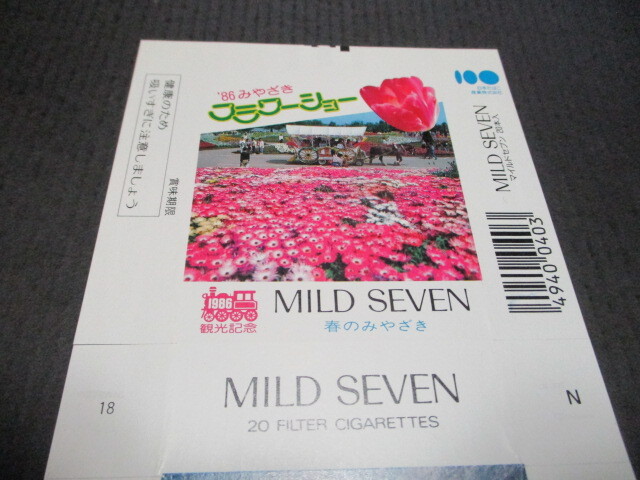 '86 みやざき
フラワーショー
健康のため
吸いすぎに注意しましょう
賞味期限
MILD SEVEN
マイルドセブン 20本入
4940 0403
1986
観光記念
MILD SEVEN
春のみやざき
18
MILD SEVEN
20 FILTER CIGARETTES
N